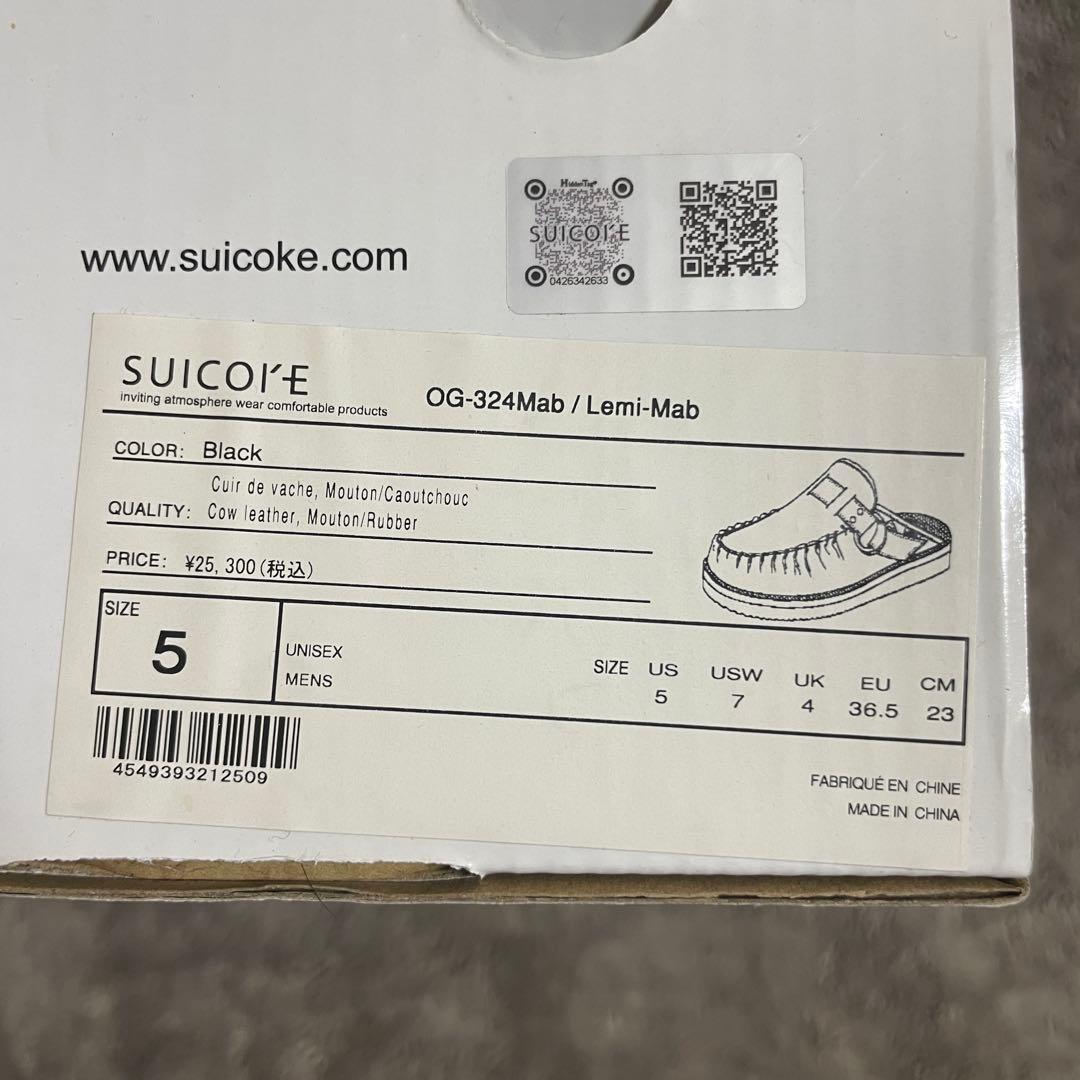 HiddenTag®
SUICOKE
0426342633
www.suicoke.com
SUICOKE
inviting atmosphere wear comfortable products
OG-324Mab / Lemi-Mab
COLOR: Black
Cuir de vache, Mouton/Caoutchouc
QUALITY: Cow leather, Mouton/Rubber
PRICE: ¥25, 300(税込)
SIZE
5
UNISEX
MENS
SIZE US USW UK EU CM
5 7 4 36.5 23
4549393212509
FABRIQUÉ EN CHINE
MADE IN CHINA